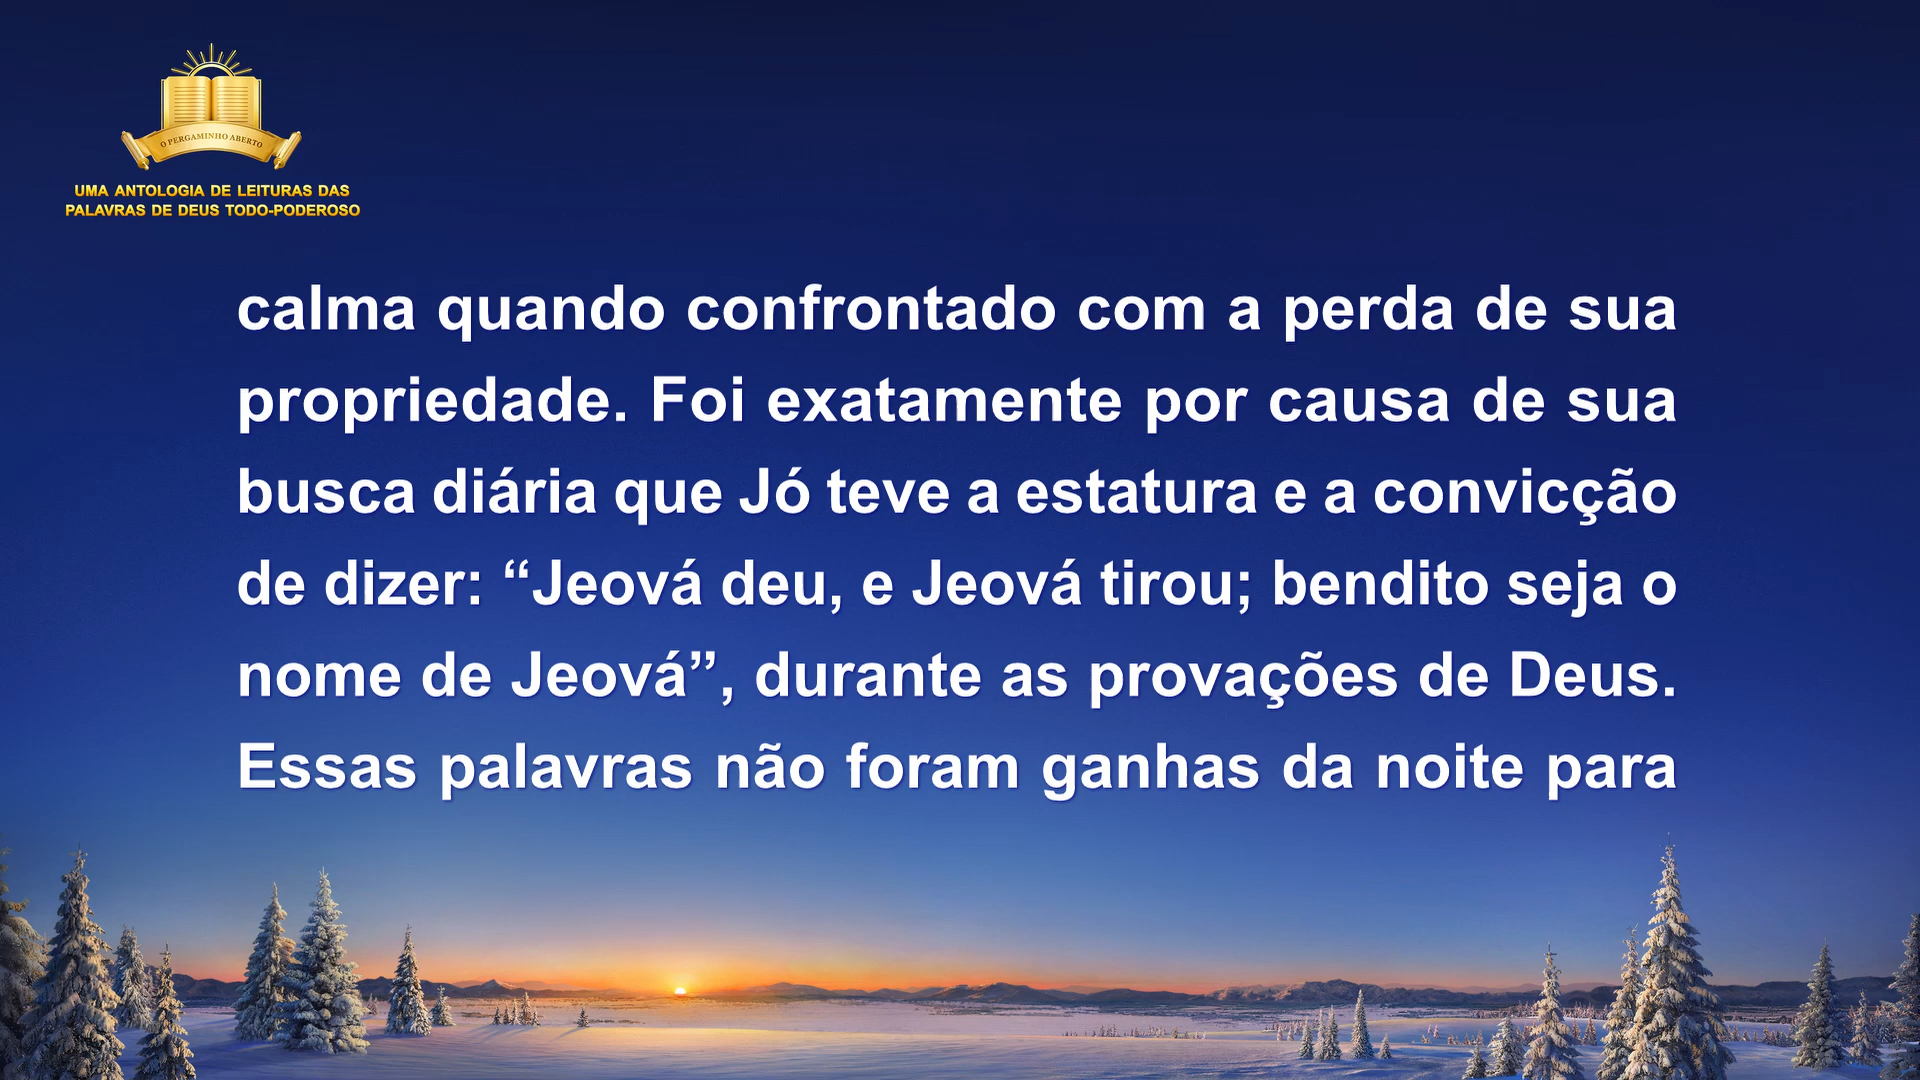 O PERGAMINHO ABERTO
UMA ANTOLOGIA DE LEITURAS DAS
PALAVRAS DE DEUS TODO-PODEROSO
calma quando confrontado com a perda de sua
propriedade. Foi exatamente por causa de sua
busca diária que Jó teve a estatura e a convicção
de dizer: “Jeová deu, e Jeová tirou; bendito seja o
nome de Jeová”, durante as provações de Deus.
Essas palavras não foram ganhas da noite para